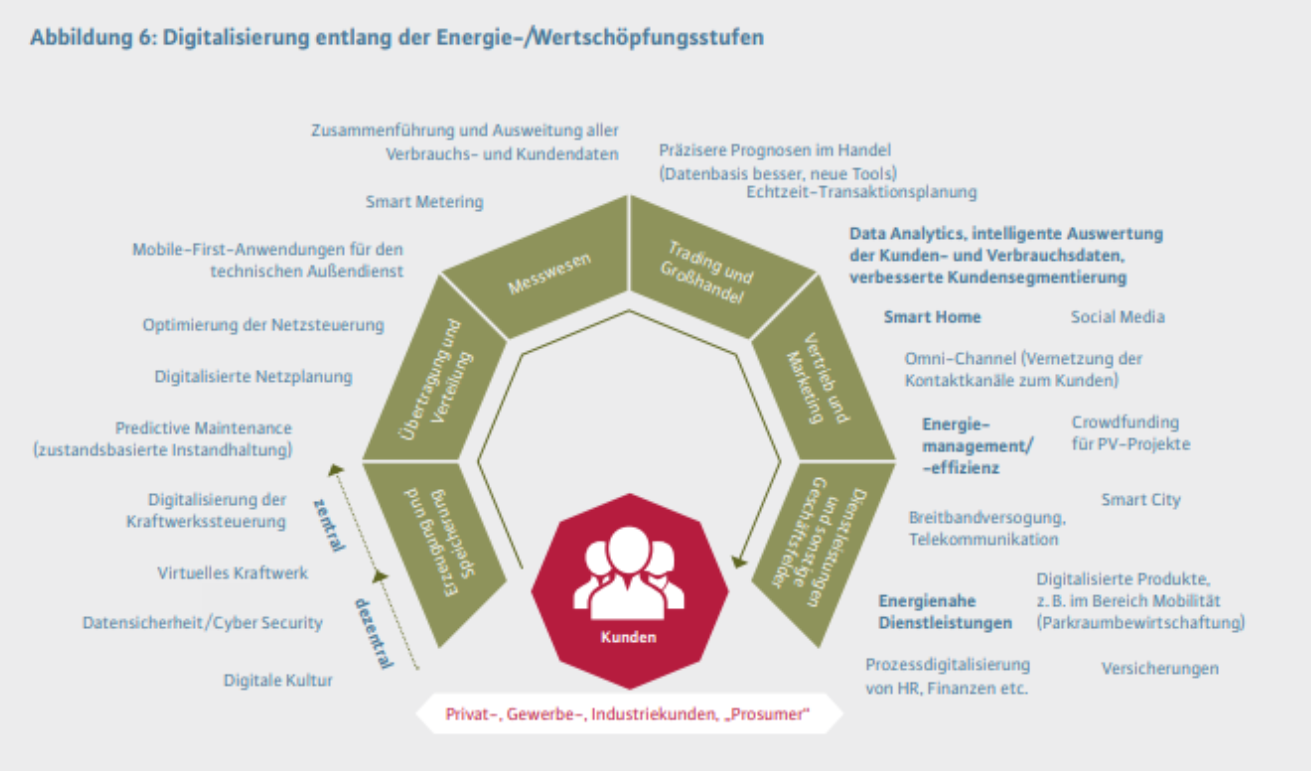 Abbildung 6: Digitalisierung entlang der Energie-/Wertschöpfungsstufen
Zusammenführung und Ausweitung aller
Verbrauchs- und Kundendaten
Smart Metering
Mobile-First-Anwendungen für den
technischen Außendienst
Optimierung der Netzsteuerung
Digitalisierte Netzplanung
Predictive Maintenance
(zustandsbasierte Instandhaltung)
Digitalisierung der
Kraftwerkssteuerung
Virtuelles Kraftwerk
Datensicherheit/Cyber Security
Digitale Kultur
zentral
dezentral
Erzeugung und
Speicherung
Übertragung und
Verteilung
Messwesen
Trading und
Großhandel
Vertrieb und
Marketing
Dienstleistungen
und sonstige
Geschäftsfelder
Präzisere Prognosen im Handel
(Datenbasis besser, neue Tools)
Echtzeit-Transaktionsplanung
Data Analytics, intelligente Auswertung
der Kunden- und Verbrauchsdaten,
verbesserte Kundensegmentierung
Smart Home
Social Media
Omni-Channel (Vernetzung der
Kontaktkanäle zum Kunden)
Energie-
management/
-effizienz
Crowdfunding
für PV-Projekte
Smart City
Breitbandversogung,
Telekommunikation
Digitalisierte Produkte,
z. B. im Bereich Mobilität
(Parkraumbewirtschaftung)
Energienahe
Dienstleistungen
Prozessdigitalisierung
von HR, Finanzen etc.
Versicherungen
Kunden
Privat-, Gewerbe-, Industriekunden, „Prosumer“